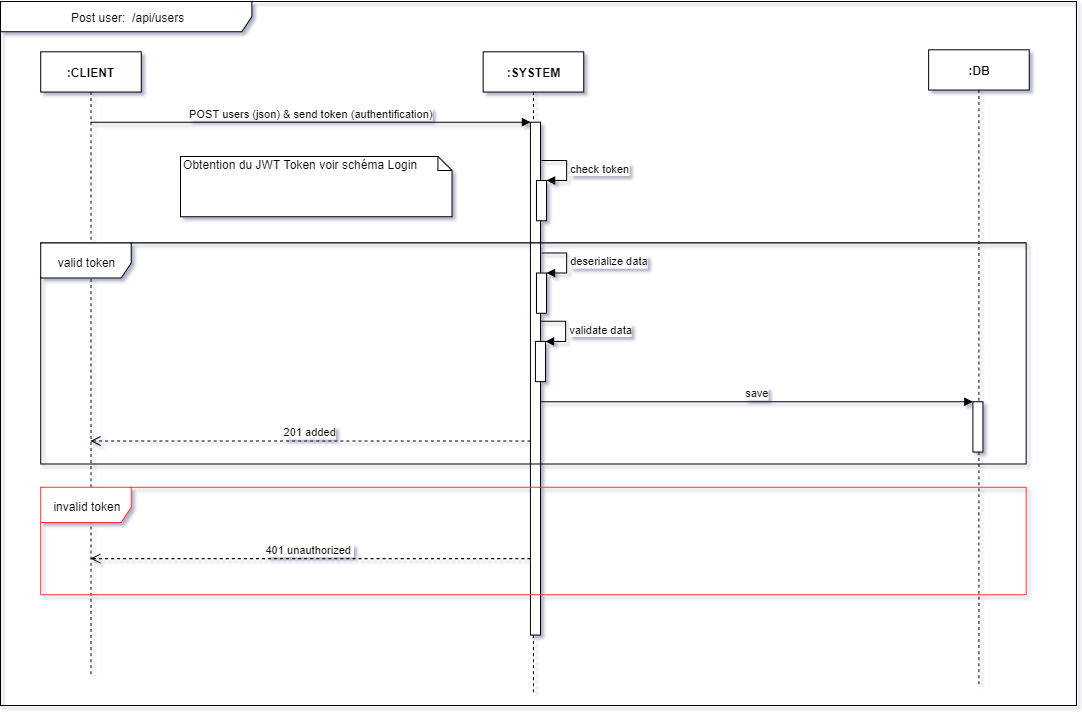 Post user: /api/users
:CLIENT
:SYSTEM
:DB
POST users (json) & send token (authentification)
Obtention du JWT Token voir schéma Login
check token
valid token
deserialize data
validate data
save
201 added
invalid token
401 unauthorized